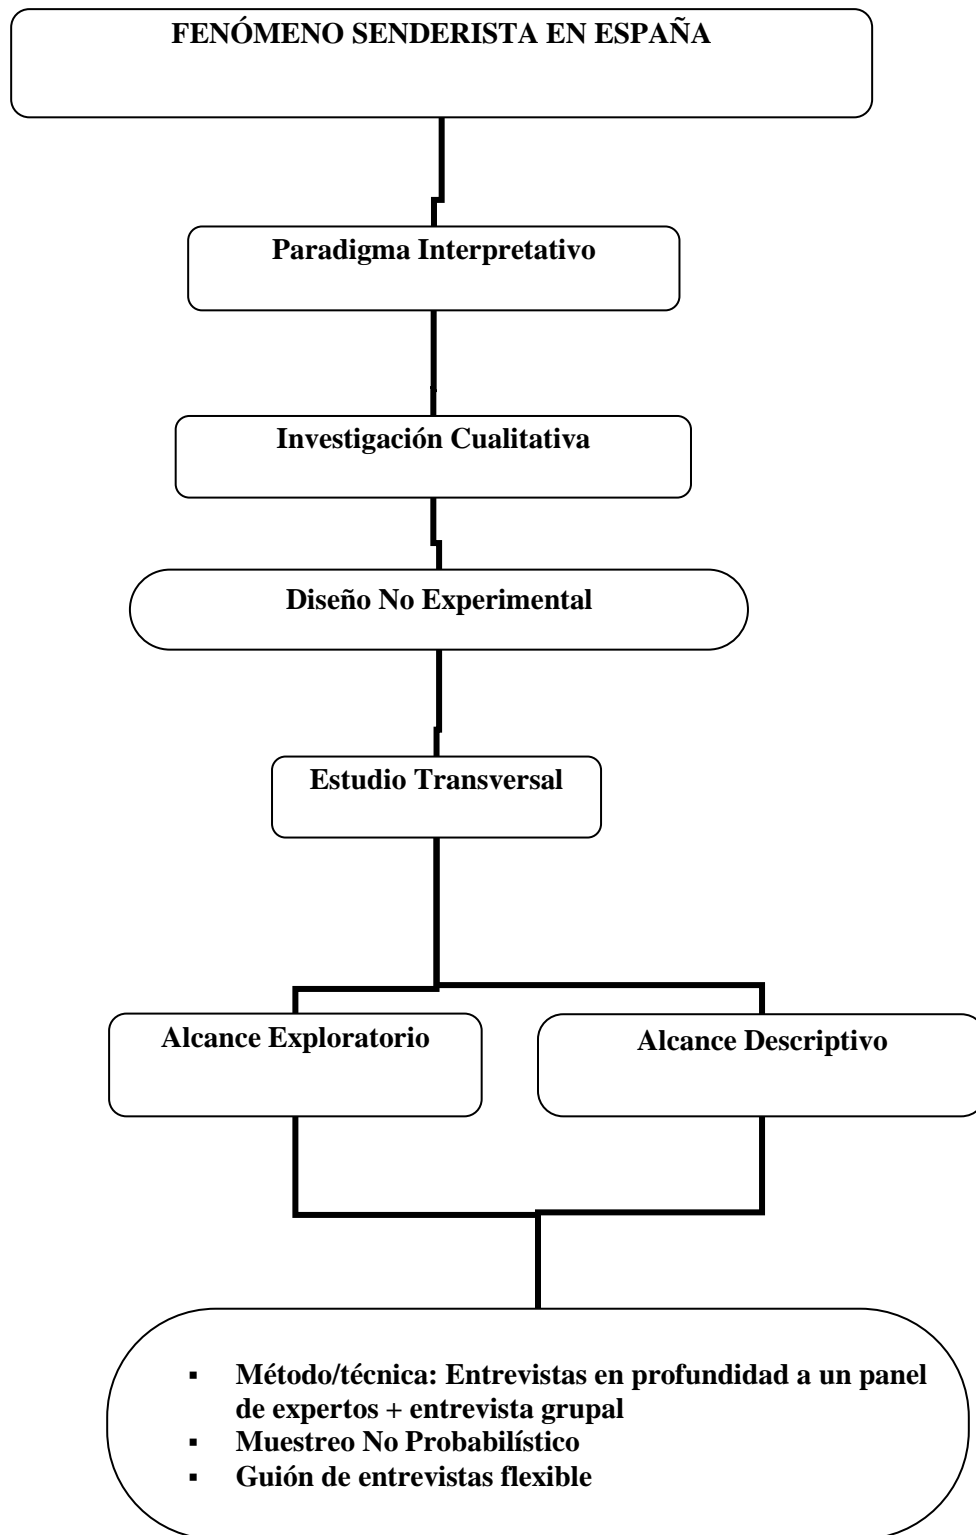 FENÓMENO SENDERISTA EN ESPAÑA
Paradigma Interpretativo
Investigación Cualitativa
Diseño No Experimental
Estudio Transversal
Alcance Exploratorio
Alcance Descriptivo
▪ Método/técnica: Entrevistas en profundidad a un panel
de expertos + entrevista grupal
▪ Muestreo No Probabilístico
▪ Guión de entrevistas flexible